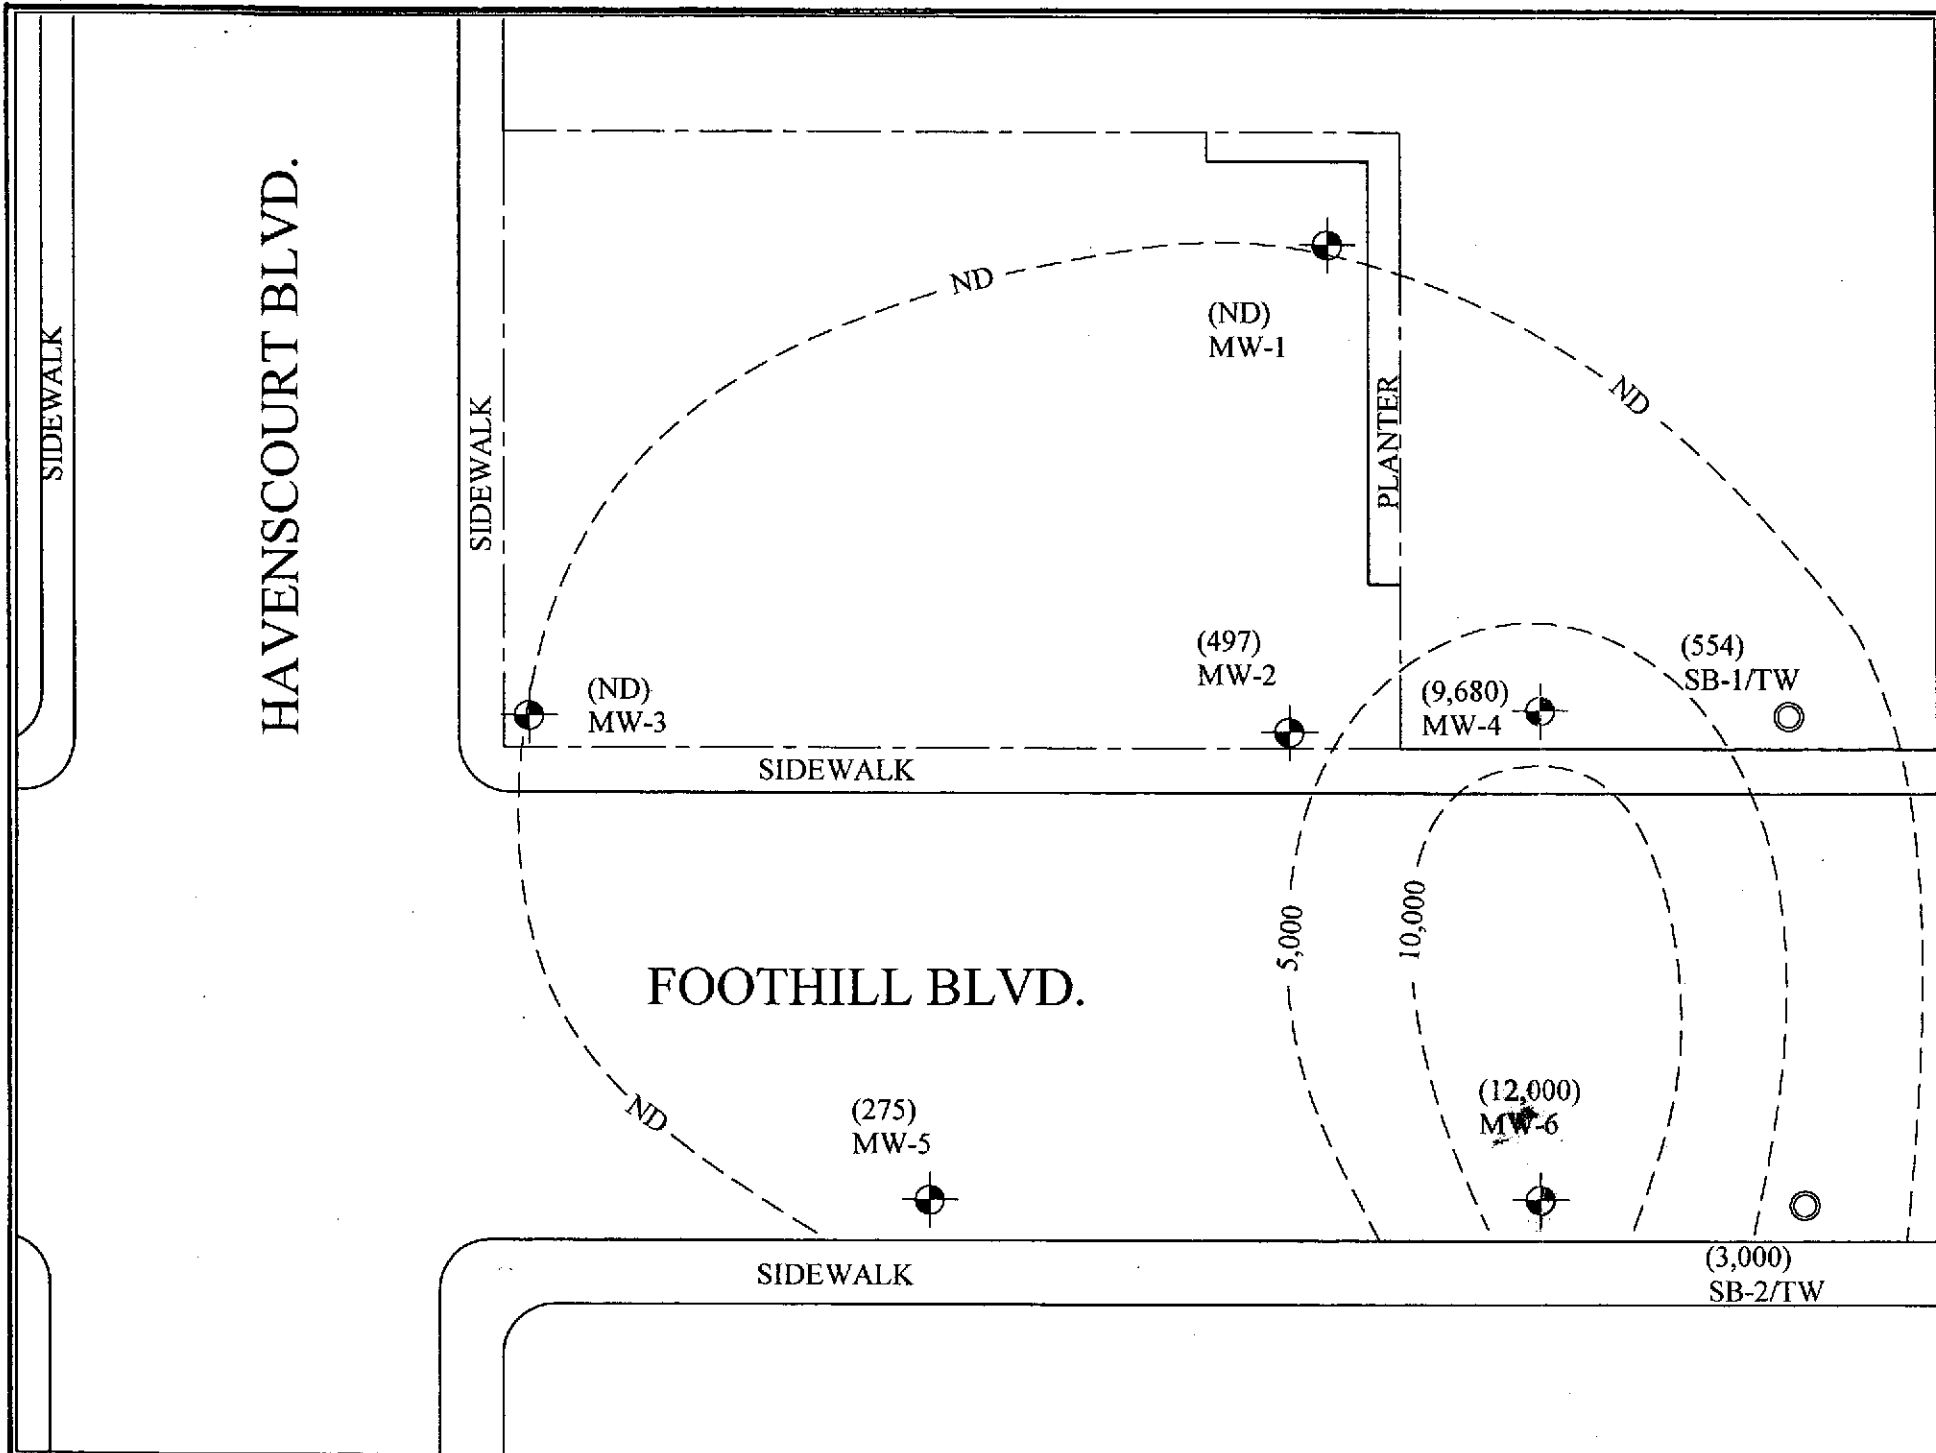 SIDEWALK
HAVENSCOURT BLVD.
SIDEWALK
ND
(ND)
MW-1
ND
PLANTER
(497)
MW-2
(554)
SB-1/TW
(9,680)
MW-4
(ND)
MW-3
SIDEWALK
5,000
10,000
FOOTHILL BLVD.
ND
(275)
MW-5
(12,000)
MW-6
SIDEWALK
(3,000)
SB-2/TW